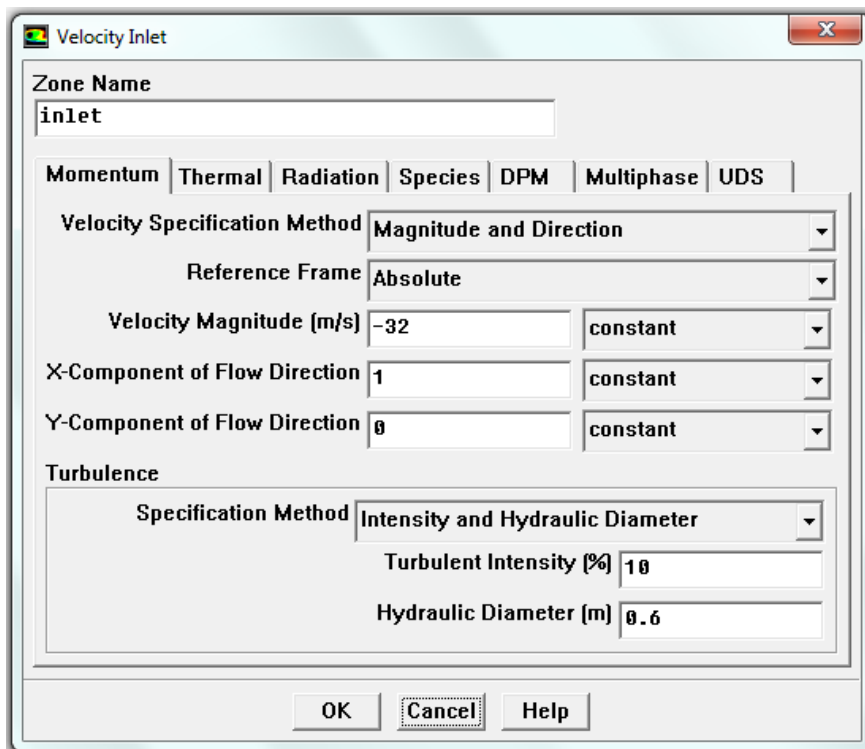 Velocity Inlet
Zone Name
inlet
Momentum Thermal Radiation Species DPM Multiphase UDS
Velocity Specification Method Magnitude and Direction
Reference Frame Absolute
Velocity Magnitude (m/s) -32 constant
X-Component of Flow Direction 1 constant
Y-Component of Flow Direction 0 constant
Turbulence
Specification Method Intensity and Hydraulic Diameter
Turbulent Intensity (%) 10
Hydraulic Diameter (m) 0.6
OK Cancel Help